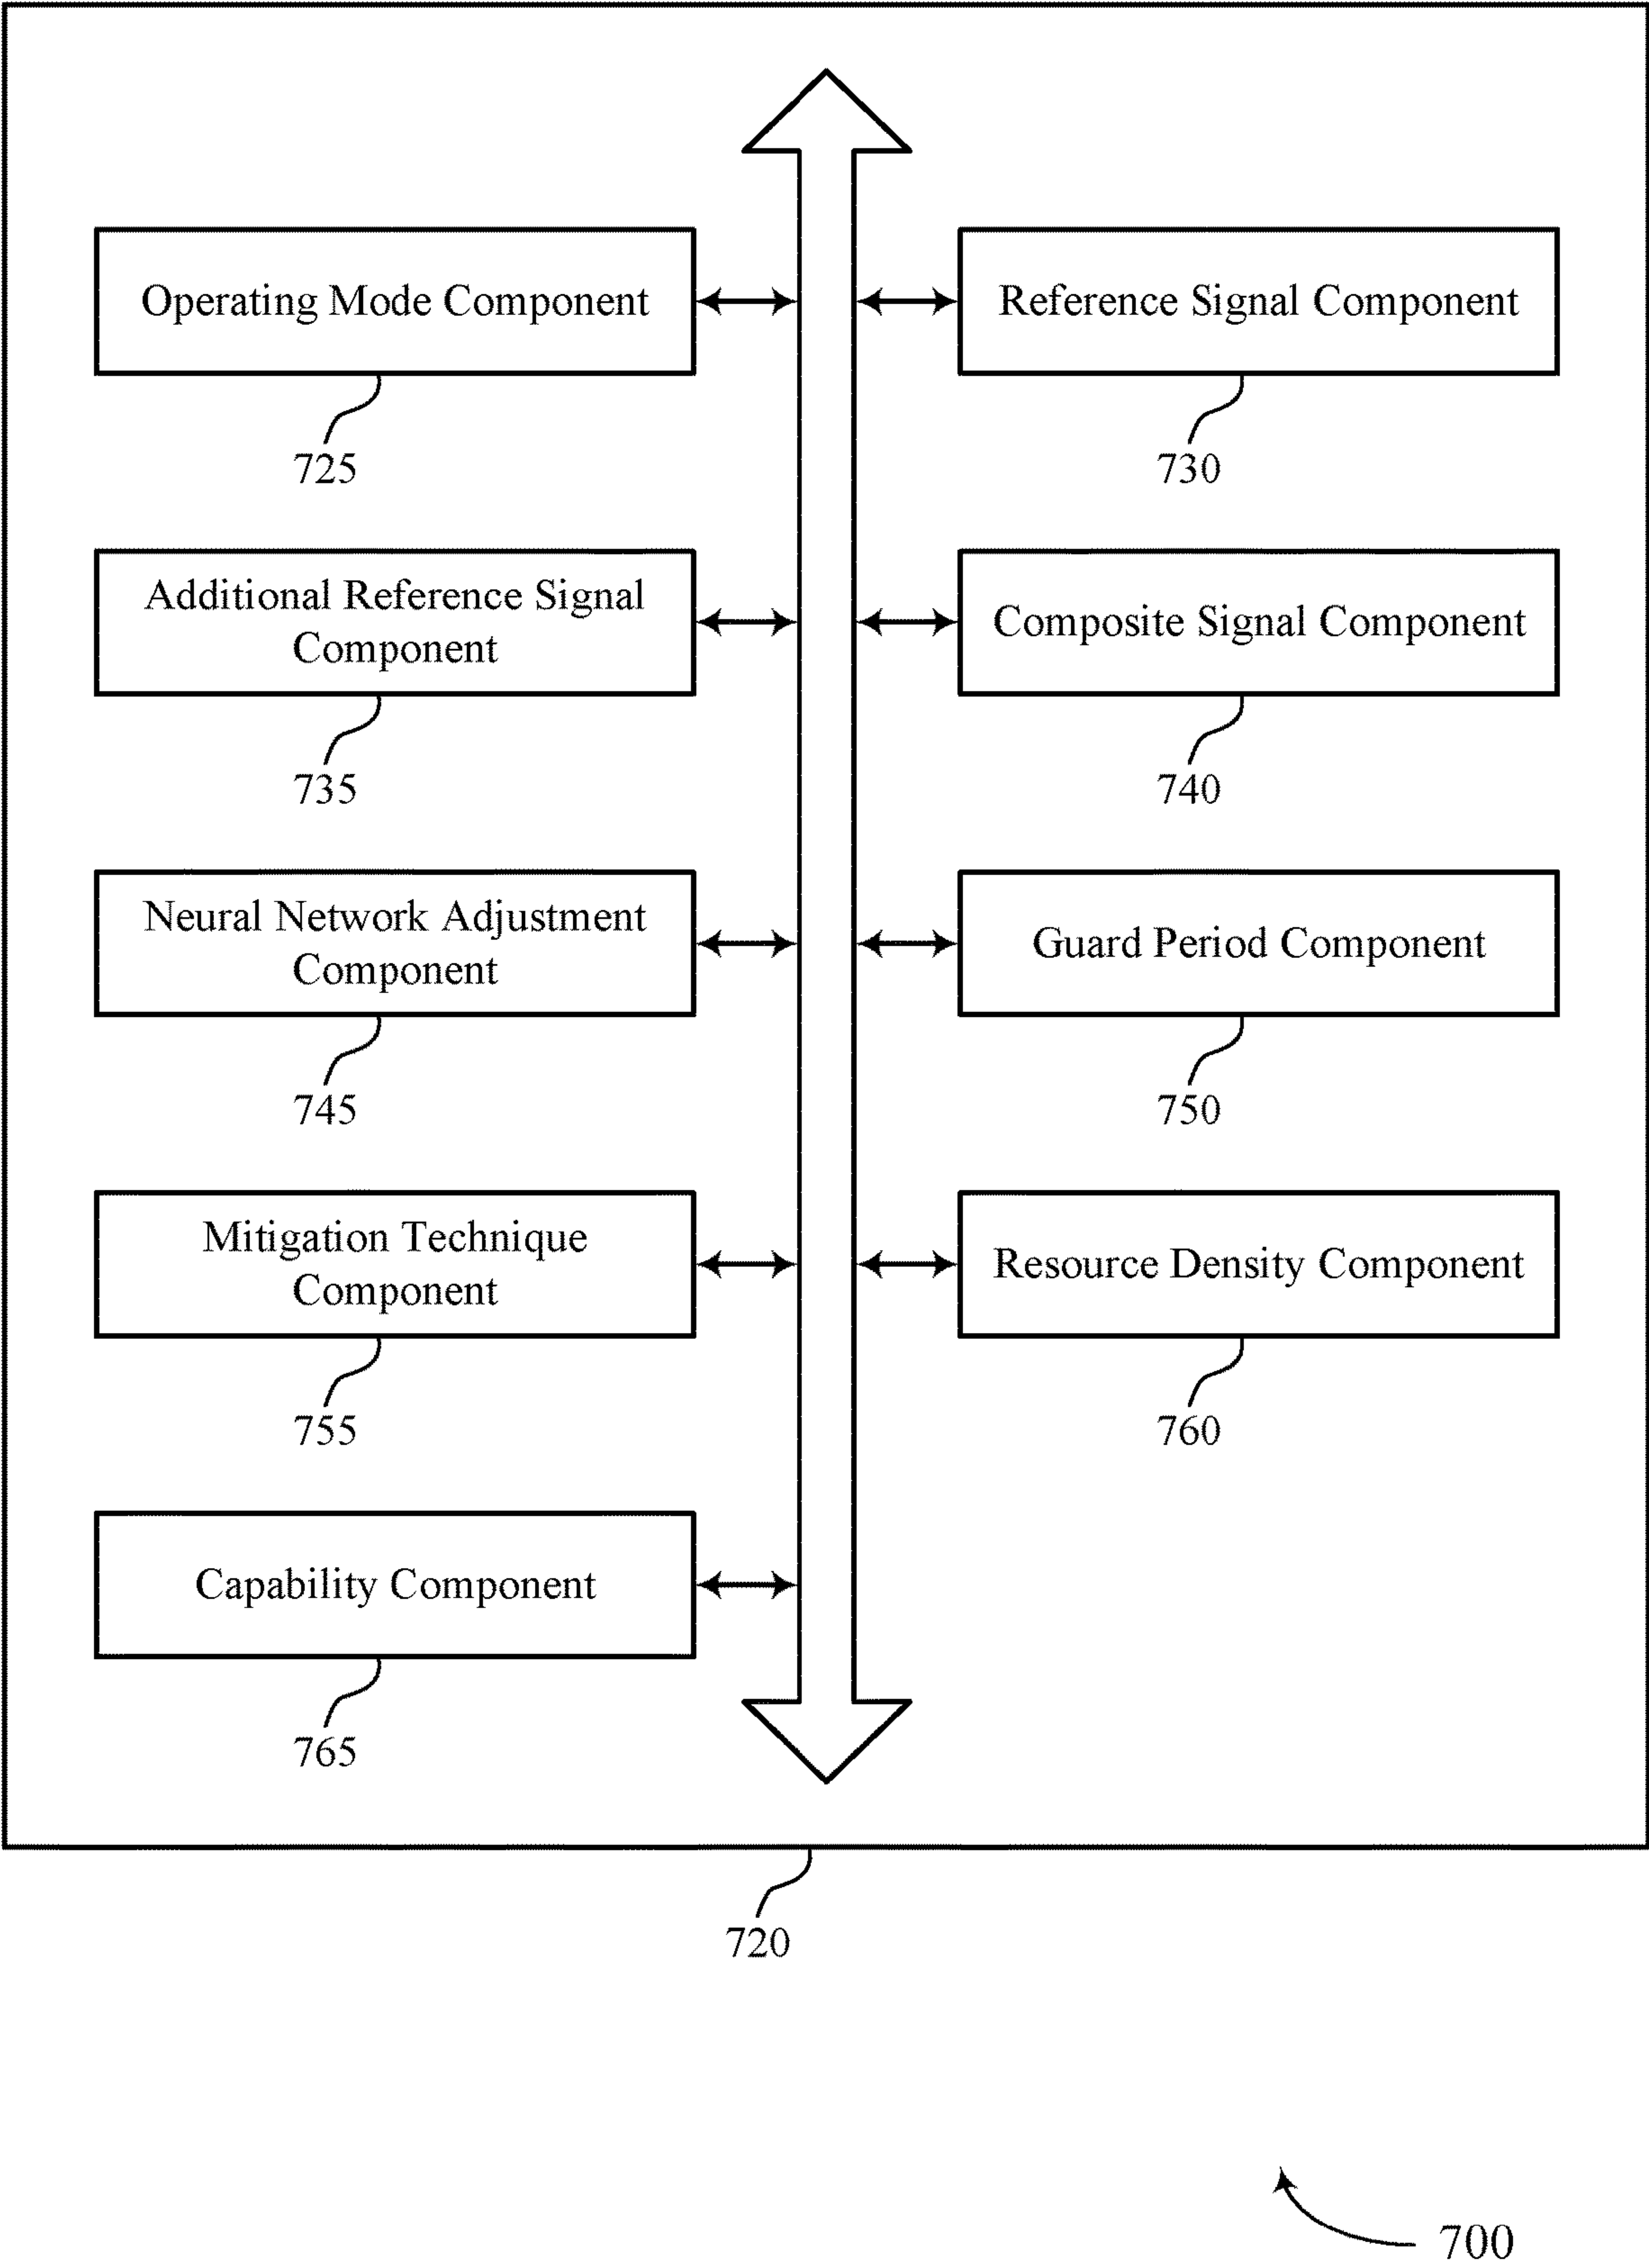 Operating Mode Component
725
Reference Signal Component
730
Additional Reference Signal
Component
735
Composite Signal Component
740
Neural Network Adjustment
Component
745
Guard Period Component
750
Mitigation Technique
Component
755
Resource Density Component
760
Capability Component
765
720
700